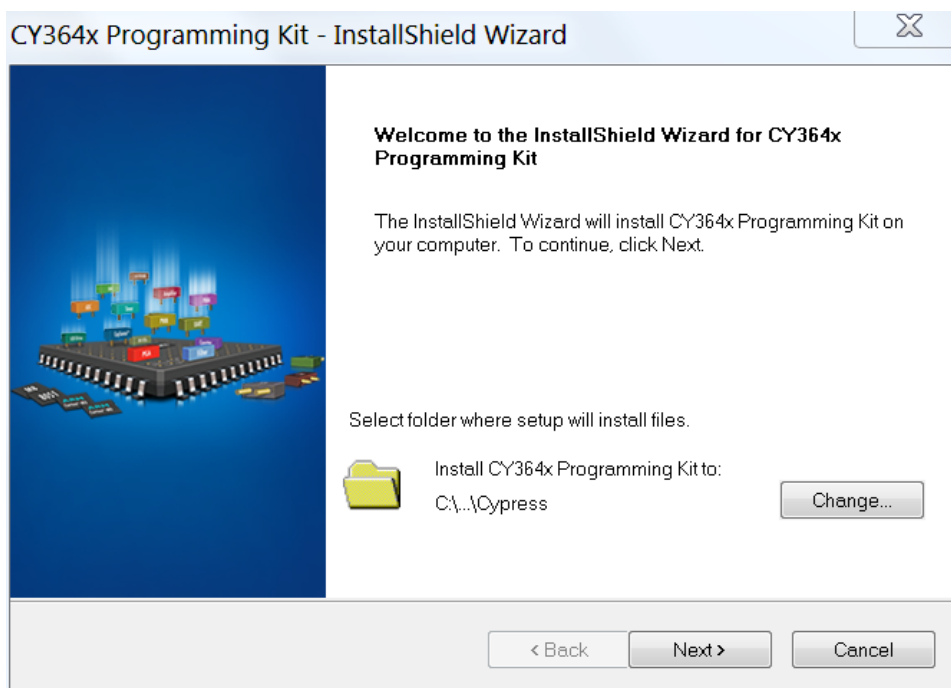 CY364x Programming Kit - InstallShield Wizard
Welcome to the InstallShield Wizard for CY364x
Programming Kit
The InstallShield Wizard will install CY364x Programming Kit on
your computer. To continue, click Next.
Select folder where setup will install files.
Install CY364x Programming Kit to:
C:\...\Cypress
Change...
< Back
Next >
Cancel